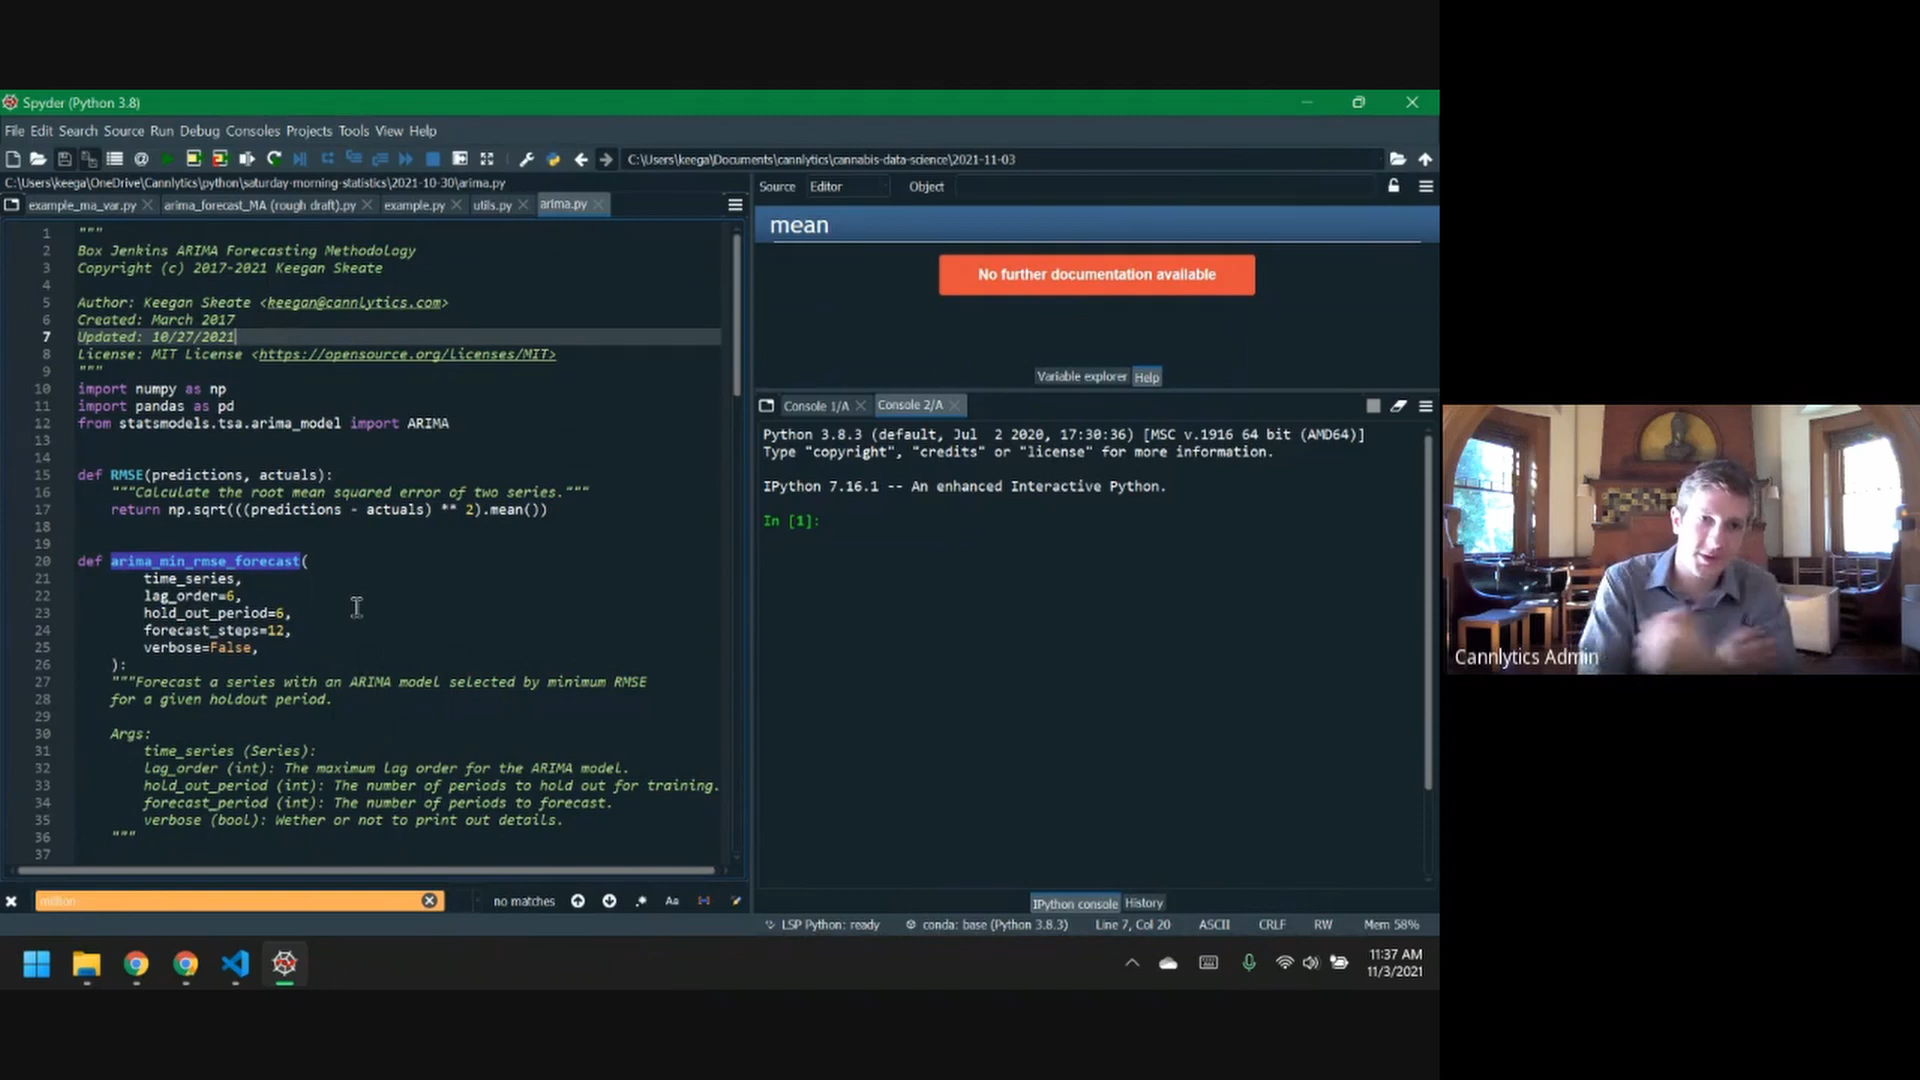 Spyder (Python 3.8)
File Edit Search Source Run Debug Consoles Projects Tools View Help
C:\Users\keega\Documents\cannlytics\cannabis-data-science\2021-11-03
C:\Users\keega\OneDrive\Cannlytics\python\saturday-morning-statistics\2021-10-30\arima.py
example_ma_var.py
arima_forecast_MA (rough draft).py
example.py
utils.py
arima.py
1 """
2 Box Jenkins ARIMA Forecasting Methodology
3 Copyright (c) 2017-2021 Keegan Skeate
4
5 Author: Keegan Skeate <keegan@cannlytics.com>
6 Created: March 2017
7 Updated: 10/27/2021
8 License: MIT License <https://opensource.org/licenses/MIT>
9 """
10 import numpy as np
11 import pandas as pd
12 from statsmodels.tsa.arima_model import ARIMA
13
14
15 def RMSE(predictions, actuals):
16 """Calculate the root mean squared error of two series."""
17 return np.sqrt(((predictions - actuals) ** 2).mean())
18
19
20 def arima_min_rmse_forecast(
21 time_series,
22 lag_order=6,
23 hold_out_period=6,
24 forecast_steps=12,
25 verbose=False,
26 ):
27 """Forecast a series with an ARIMA model selected by minimum RMSE
28 for a given holdout period.
29
30 Args:
31 time_series (Series):
32 lag_order (int): The maximum lag order for the ARIMA model.
33 hold_out_period (int): The number of periods to hold out for training.
34 forecast_period (int): The number of periods to forecast.
35 verbose (bool): Wether or not to print out details.
36 """
37
million
no matches
Aa
Source Editor Object
mean
No further documentation available
Variable explorer Help
Console 1/A Console 2/A
Python 3.8.3 (default, Jul 2 2020, 17:30:36) [MSC v.1916 64 bit (AMD64)]
Type "copyright", "credits" or "license" for more information.
IPython 7.16.1 -- An enhanced Interactive Python.
In [1]:
IPython console History
LSP Python: ready conda: base (Python 3.8.3) Line 7, Col 20 ASCII CRLF RW Mem 58%
11:37 AM
11/3/2021
Cannlytics Admin